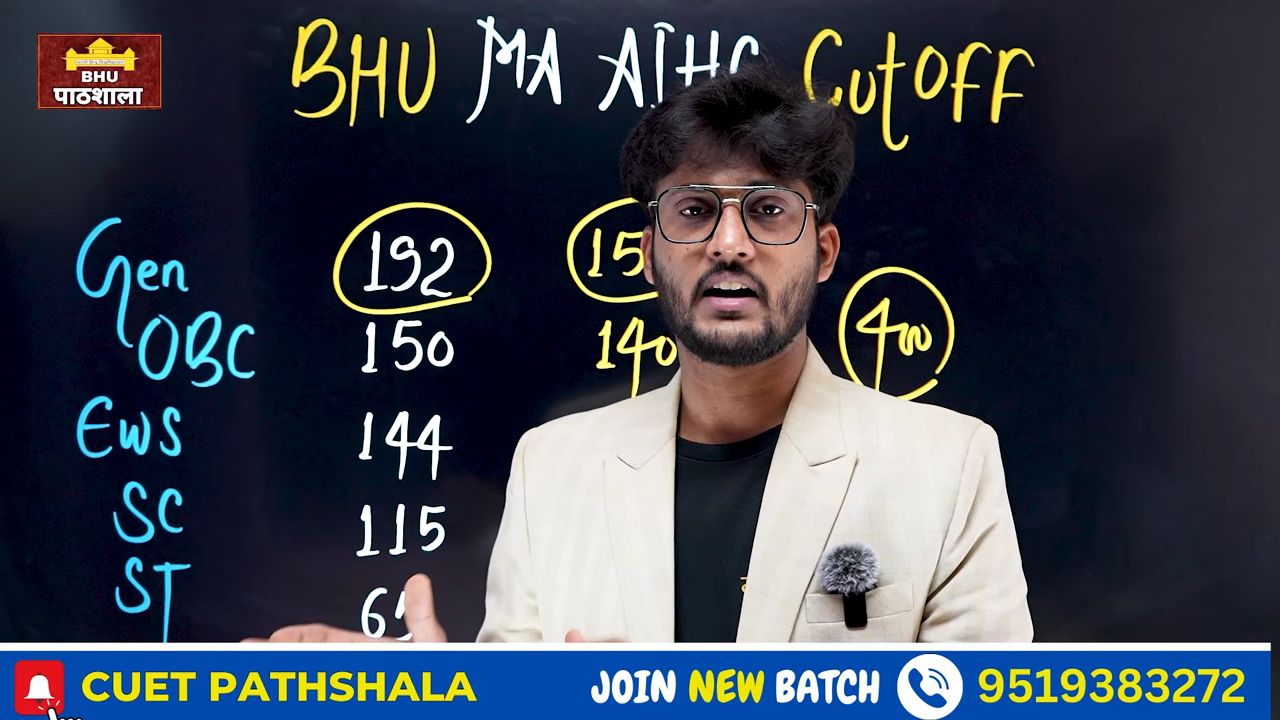 BHU
पाठशाला
BHU MA AIHC CutOFF
Gen
OBC 150 140 400
EWS 144
SC 115
ST
CUET PATHSHALA JOIN NEW BATCH 9519383272